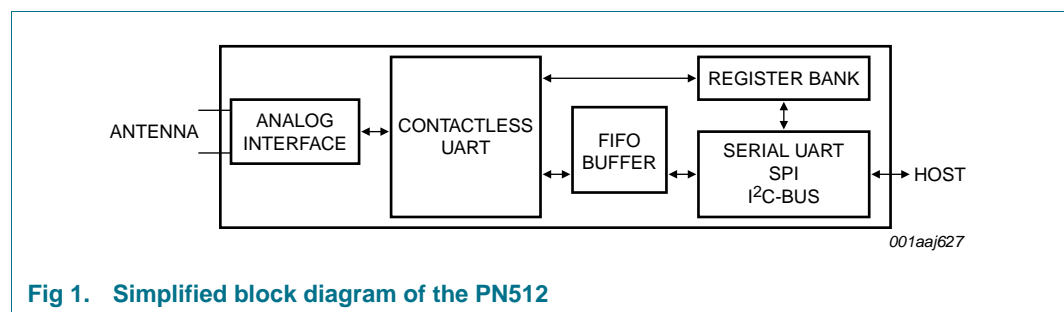 ANTENNA
ANALOG
INTERFACE
CONTACTLESS
UART
FIFO
BUFFER
REGISTER BANK
SERIAL UART
SPI
I²C-BUS
HOST
001aaj627
Fig 1. Simplified block diagram of the PN512